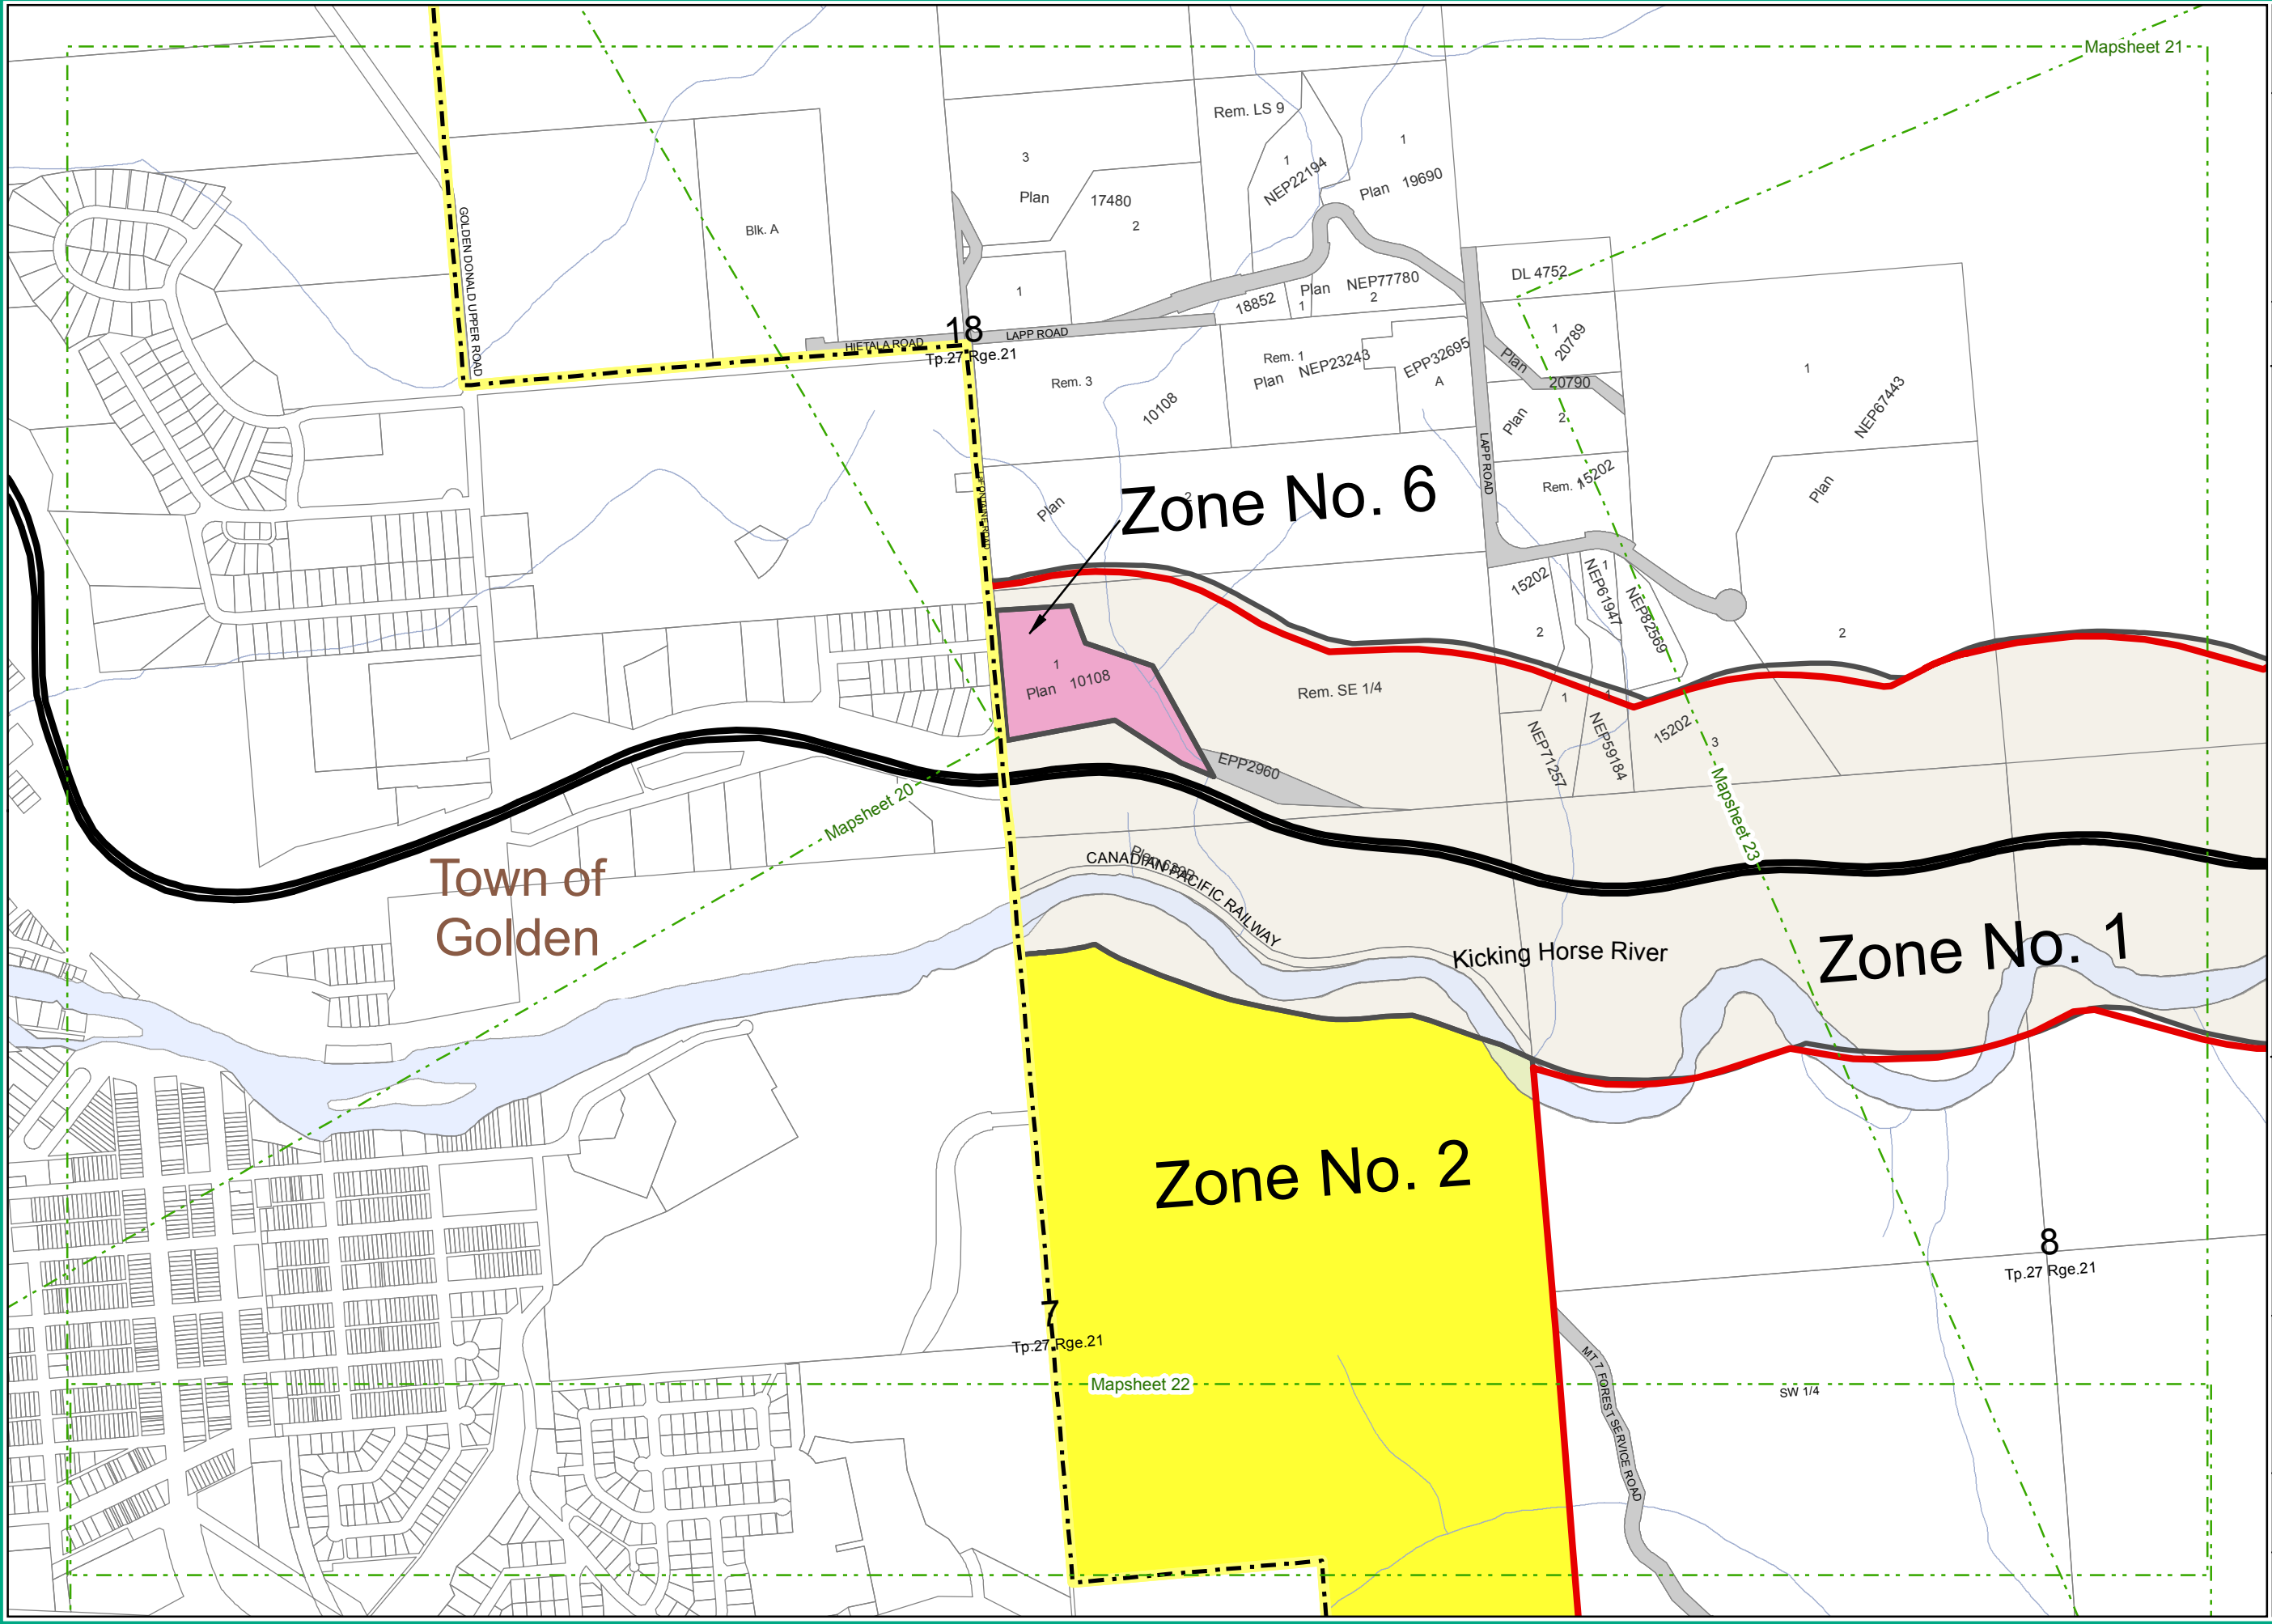 Mapsheet 21
Rem. LS 9
1
3
1
NEP22194
Plan 19690
Plan
17480
2
Blk. A
GOLDEN DONALD UPPER ROAD
DL 4752
1
18852
1
Plan NEP77780
2
18
HIETALA ROAD
LAPP ROAD
Tp.27 Rge.21
1
20789
Plan
20790
Rem. 1
Plan NEP23243
EPP32695
A
Rem. 3
10108
1
NEP67443
Plan
2
LAPP ROAD
15202
Rem. 1
Plan
Zone No. 6
2
Plan
LAFONTAINE ROAD
15202
1
NEP61947
NEP82569
2
2
1
Plan 10108
Rem. SE 1/4
1
1
NEP71257
NEP59184
15202
3
EPP2960
Mapsheet 20
Mapsheet 23
Town of
Golden
CANADIAN PACIFIC RAILWAY
Kicking Horse River
Zone No. 1
Zone No. 2
8
Tp.27 Rge.21
7
Tp.27 Rge.21
Mapsheet 22
MT 7 FOREST SERVICE ROAD
SW 1/4